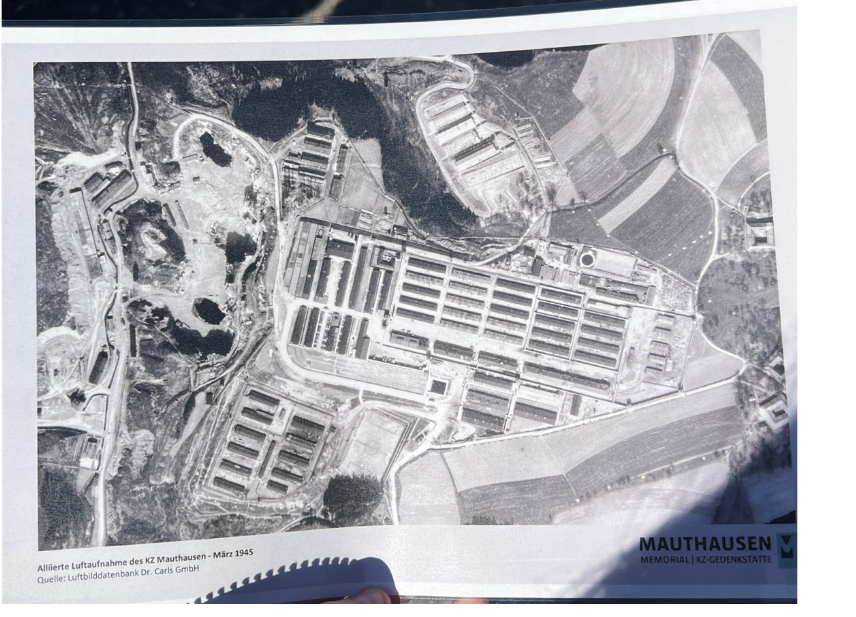 Alliierte Luftaufnahme des KZ Mauthausen - März 1945
Quelle: Luftbilddatenbank Dr. Carls GmbH
MAUTHAUSEN
MEMORIAL | KZ-GEDENKSTÄTTE